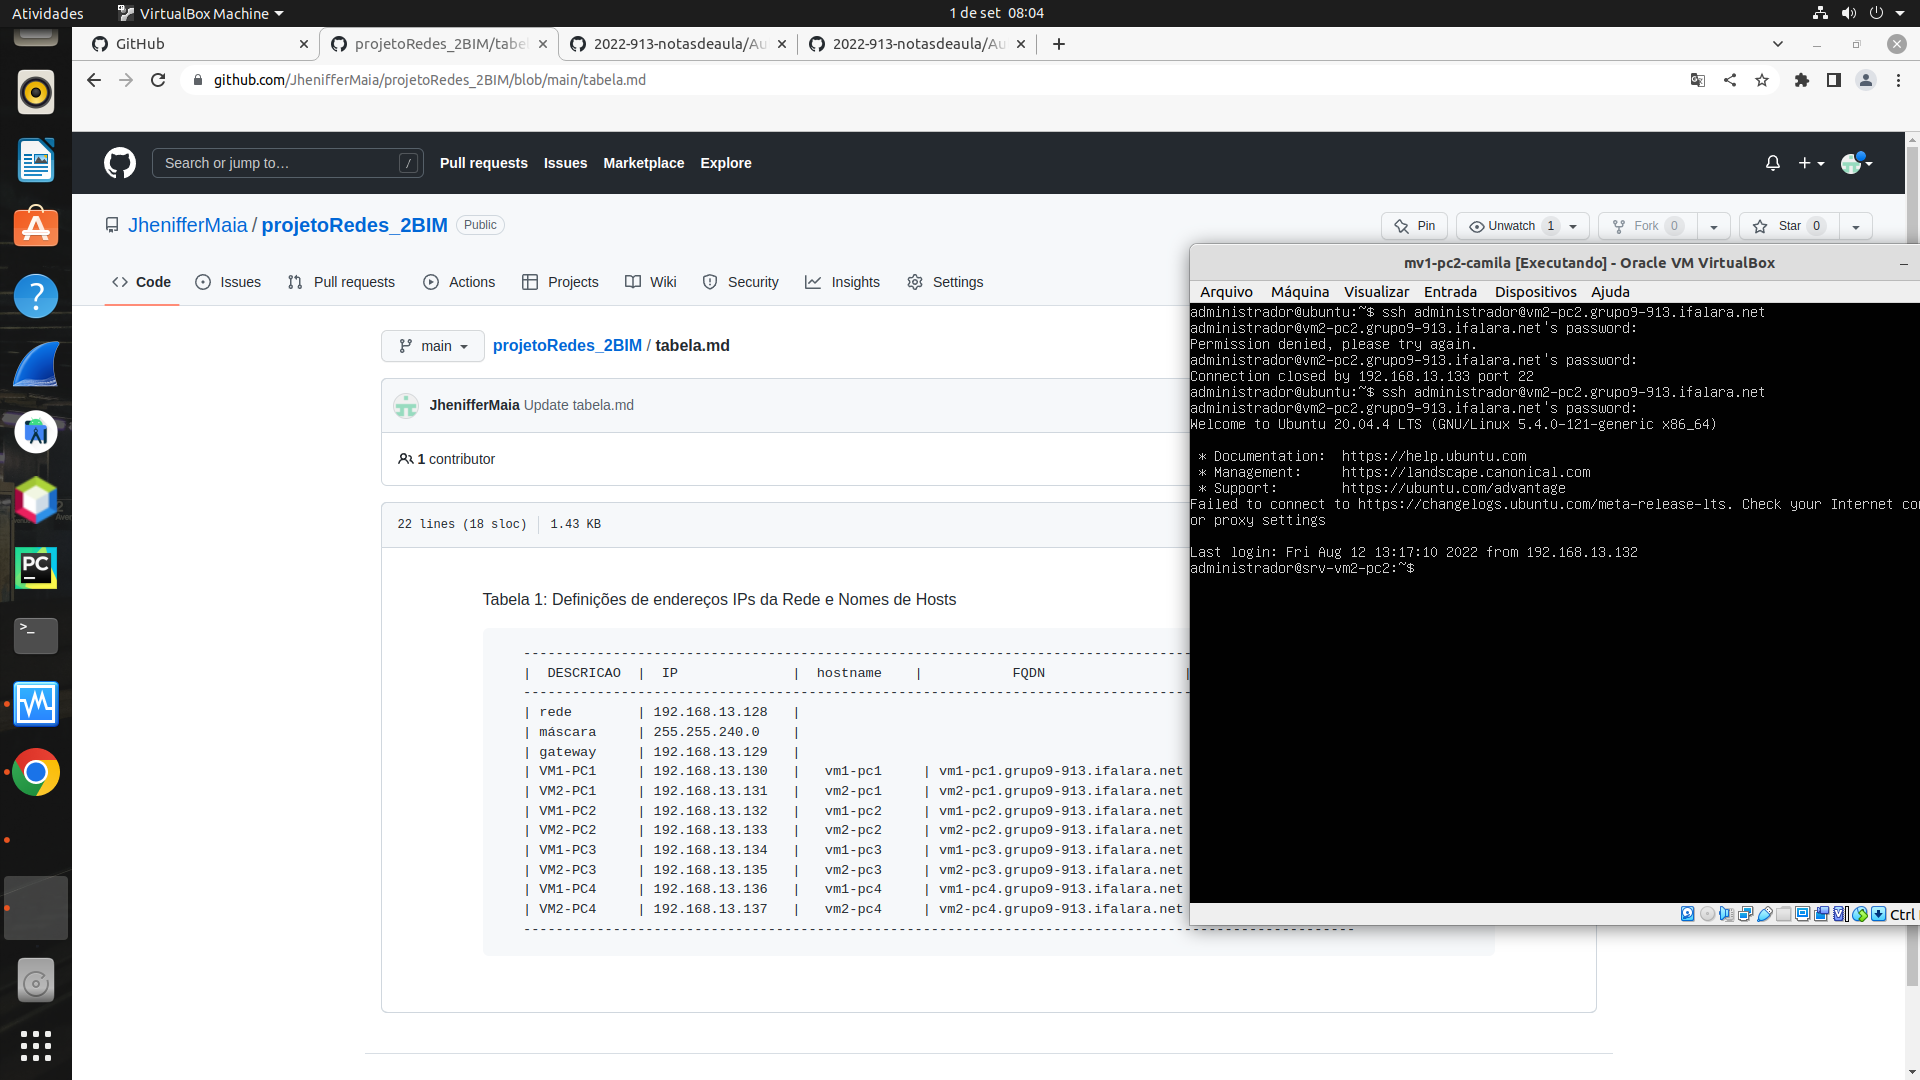 Atividades
VirtualBox Machine
1 de set 08:04
GitHub
projetoRedes_2BIM/tabe
2022-913-notasdeaula/Au
2022-913-notasdeaula/Au
github.com/JhenifferMaia/projetoRedes_2BIM/blob/main/tabela.md
Search or jump to…
/
Pull requests
Issues
Marketplace
Explore
JhenifferMaia / projetoRedes_2BIM
Public
Pin
Unwatch 1
Fork 0
Star 0
Code
Issues
Pull requests
Actions
Projects
Wiki
Security
Insights
Settings
main
projetoRedes_2BIM / tabela.md
JhenifferMaia Update tabela.md
1 contributor
22 lines (18 sloc)
1.43 KB
Tabela 1: Definições de endereços IPs da Rede e Nomes de Hosts
-------------------------------------------------------------------
| DESCRICAO | IP | hostname | FQDN |
-------------------------------------------------------------------
| rede | 192.168.13.128 |
| máscara | 255.255.240.0 |
| gateway | 192.168.13.129 |
| VM1-PC1 | 192.168.13.130 | vm1-pc1 | vm1-pc1.grupo9-913.ifalara.net
| VM2-PC1 | 192.168.13.131 | vm2-pc1 | vm2-pc1.grupo9-913.ifalara.net
| VM1-PC2 | 192.168.13.132 | vm1-pc2 | vm1-pc2.grupo9-913.ifalara.net
| VM2-PC2 | 192.168.13.133 | vm2-pc2 | vm2-pc2.grupo9-913.ifalara.net
| VM1-PC3 | 192.168.13.134 | vm1-pc3 | vm1-pc3.grupo9-913.ifalara.net
| VM2-PC3 | 192.168.13.135 | vm2-pc3 | vm2-pc3.grupo9-913.ifalara.net
| VM1-PC4 | 192.168.13.136 | vm1-pc4 | vm1-pc4.grupo9-913.ifalara.net
| VM2-PC4 | 192.168.13.137 | vm2-pc4 | vm2-pc4.grupo9-913.ifalara.net
-------------------------------------------------------------------
mv1-pc2-camila [Executando] - Oracle VM VirtualBox
Arquivo Máquina Visualizar Entrada Dispositivos Ajuda
administrador@ubuntu:~$ ssh administrador@vm2-pc2.grupo9-913.ifalara.net
administrador@vm2-pc2.grupo9-913.ifalara.net's password:
Permission denied, please try again.
administrador@vm2-pc2.grupo9-913.ifalara.net's password:
Connection closed by 192.168.13.133 port 22
administrador@ubuntu:~$ ssh administrador@vm2-pc2.grupo9-913.ifalara.net
administrador@vm2-pc2.grupo9-913.ifalara.net's password:
Welcome to Ubuntu 20.04.4 LTS (GNU/Linux 5.4.0-121-generic x86_64)
* Documentation: https://help.ubuntu.com
* Management: https://landscape.canonical.com
* Support: https://ubuntu.com/advantage
Failed to connect to https://changelogs.ubuntu.com/meta-release-lts. Check your Internet co
or proxy settings
Last login: Fri Aug 12 13:17:10 2022 from 192.168.13.132
administrador@srv-vm2-pc2:~$
Ctrl